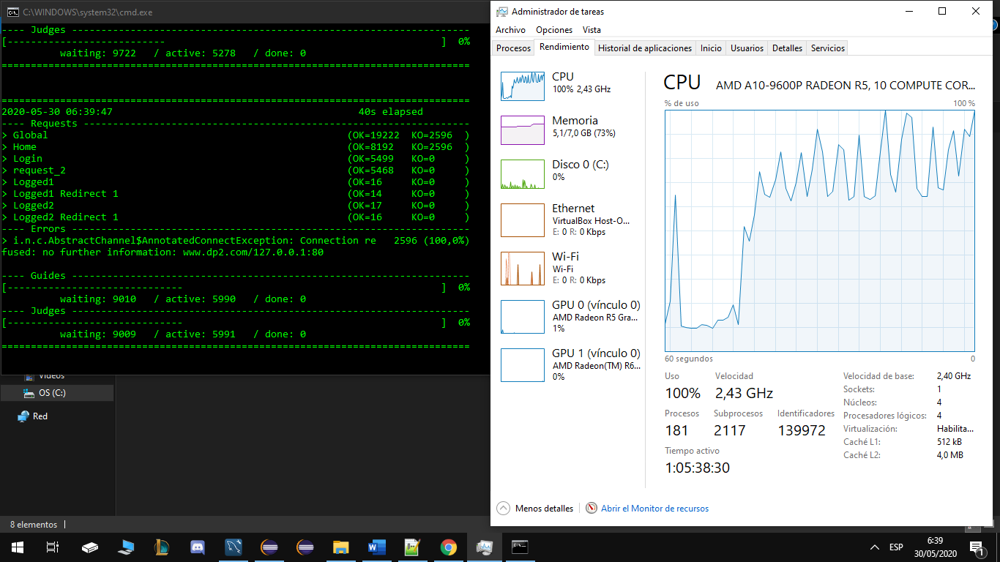 C:\WINDOWS\system32\cmd.exe
---- Judges ---------------------------------------------------------------------
[---------------------------                                                ]  0%
waiting: 9722   / active: 5278   / done: 0
================================================================================
================================================================================
2020-05-30 06:39:47                                          40s elapsed
---- Requests ------------------------------------------------------------------
> Global                                                   (OK=19222  KO=2596  )
> Home                                                     (OK=8192   KO=2596  )
> Login                                                    (OK=5499   KO=0     )
> request_2                                                (OK=5468   KO=0     )
> Logged1                                                  (OK=16     KO=0     )
> Logged1 Redirect 1                                       (OK=14     KO=0     )
> Logged2                                                  (OK=17     KO=0     )
> Logged2 Redirect 1                                       (OK=16     KO=0     )
---- Errors --------------------------------------------------------------------
> i.n.c.AbstractChannel$AnnotatedConnectException: Connection re   2596 (100,0%)
fused: no further information: www.dp2.com/127.0.0.1:80
---- Guides --------------------------------------------------------------------
[------------------------------                                             ]  0%
waiting: 9010   / active: 5990   / done: 0
---- Judges --------------------------------------------------------------------
[------------------------------                                             ]  0%
waiting: 9009   / active: 5991   / done: 0
================================================================================
Vídeos
OS (C:)
Red
8 elementos
Administrador de tareas
Archivo Opciones Vista
Procesos Rendimiento Historial de aplicaciones Inicio Usuarios Detalles Servicios
CPU
100% 2,43 GHz
Memoria
5,1/7,0 GB (73%)
Disco 0 (C:)
0%
Ethernet
VirtualBox Host-O...
E: 0 R: 0 Kbps
Wi-Fi
Wi-Fi
E: 0 R: 0 Kbps
GPU 0 (vínculo 0)
AMD Radeon R5 Gra...
1%
GPU 1 (vínculo 0)
AMD Radeon(TM) R6...
0%
CPU AMD A10-9600P RADEON R5, 10 COMPUTE COR...
% de uso 100 %
60 segundos 0
Uso Velocidad
100% 2,43 GHz
Procesos Subprocesos Identificadores
181 2117 139972
Tiempo activo
1:05:38:30
Velocidad de base: 2,40 GHz
Sockets: 1
Núcleos: 4
Procesadores lógicos: 4
Virtualización: Habilita...
Caché L1: 512 kB
Caché L2: 4,0 MB
Menos detalles Abrir el Monitor de recursos
ESP
6:39
30/05/2020
1